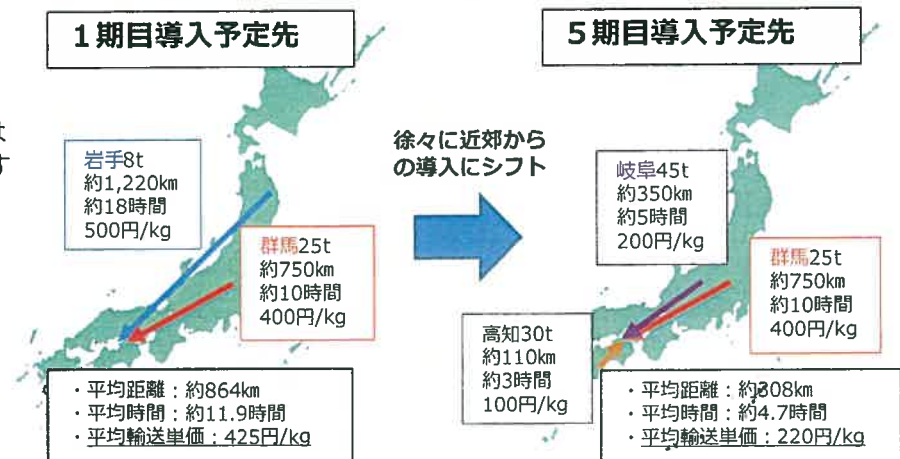 1期目導入予定先
岩手8t
約1,220km
約18時間
500円/kg
群馬25t
約750km
約10時間
400円/kg
・平均距離：約864km
・平均時間：約11.9時間
・平均輸送単価：425円/kg
徐々に近郊から
の導入にシフト
5期目導入予定先
岐阜45t
約350km
約5時間
200円/kg
群馬25t
約750km
約10時間
400円/kg
高知30t
約110km
約3時間
100円/kg
・平均距離：約308km
・平均時間：約4.7時間
・平均輸送単価：220円/kg